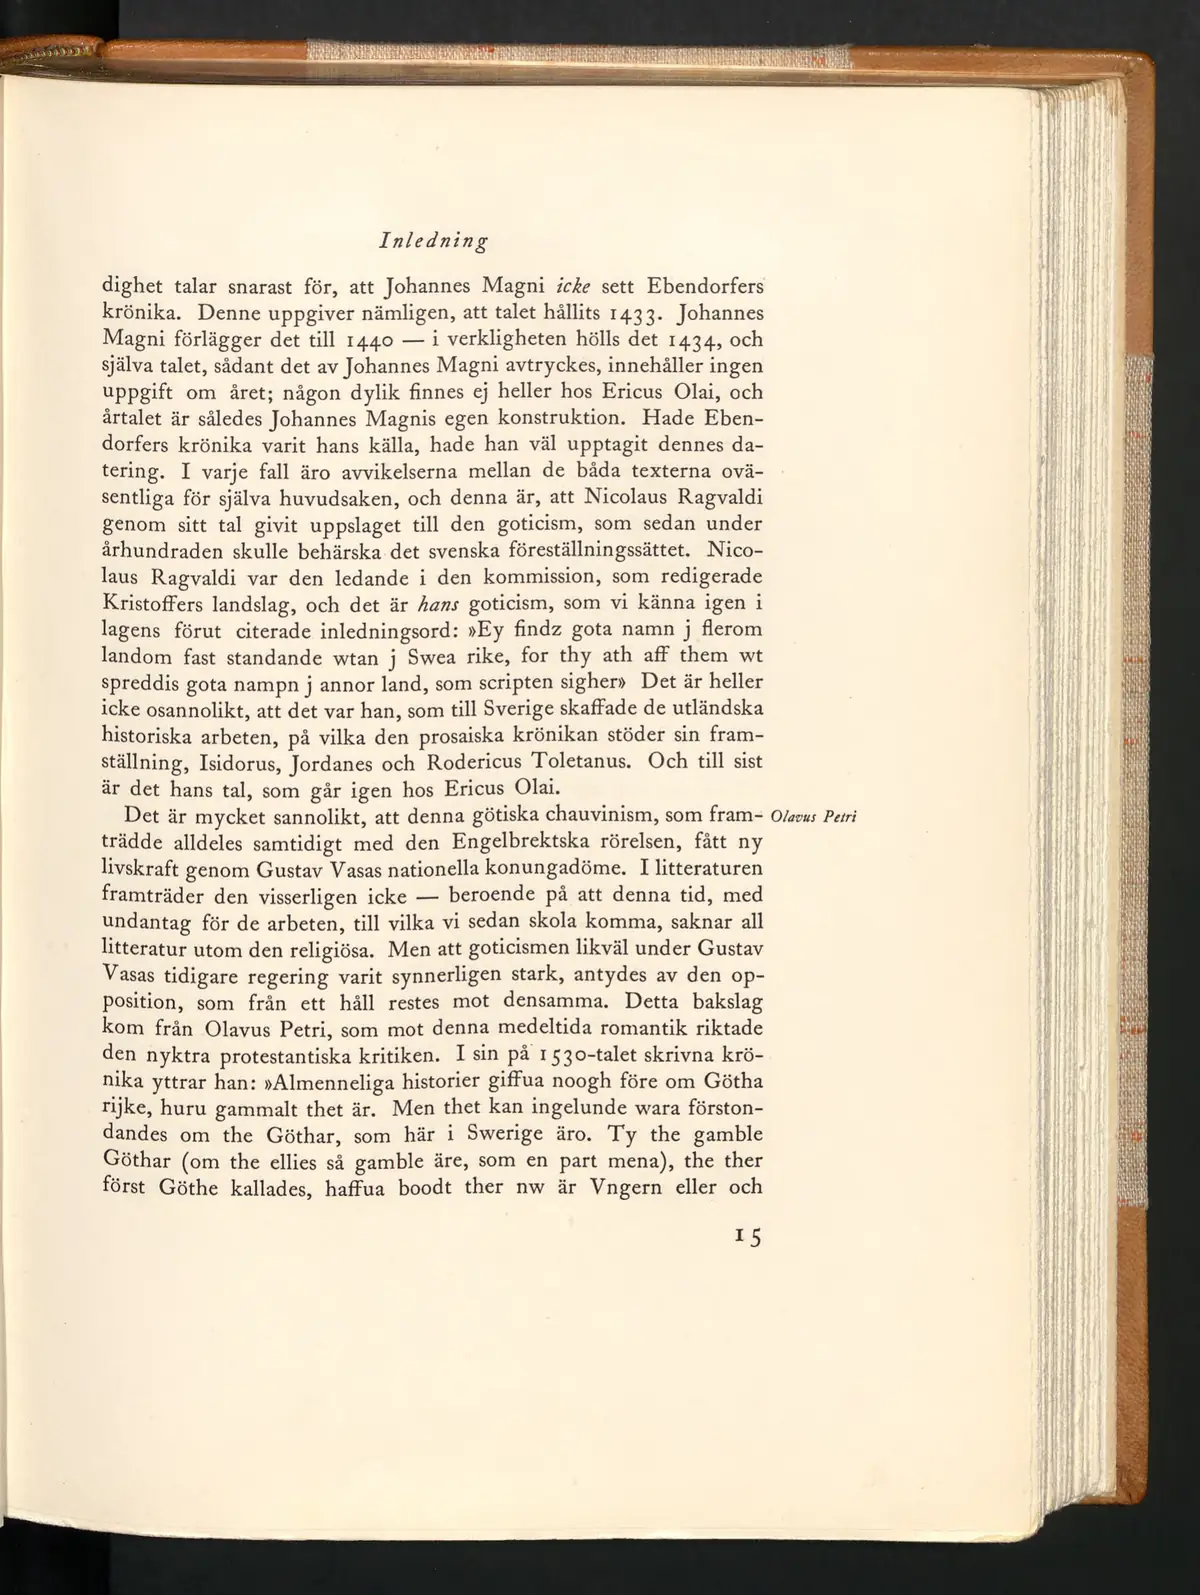 Inledning
dighet talar snarast för, att Johannes Magni icke sett Ebendorfers
krönika. Denne uppgiver nämligen, att talet hållits 1433. Johannes
Magni förlägger det till 1440 — i verkligheten hölls det 1434, och
själva talet, sådant det av Johannes Magni avtryckes, innehåller ingen
uppgift om året; någon dylik finnes ej heller hos Ericus Olai, och
årtalet är således Johannes Magnis egen konstruktion. Hade Eben-
dorfers krönika varit hans källa, hade han väl upptagit dennes da-
tering. I varje fall äro avvikelserna mellan de båda texterna ovä-
sentliga för själva huvudsaken, och denna är, att Nicolaus Ragvaldi
genom sitt tal givit uppslaget till den goticism, som sedan under
århundraden skulle behärska det svenska föreställningssättet. Nico-
laus Ragvaldi var den ledande i den kommission, som redigerade
Kristoffers landslag, och det är hans goticism, som vi känna igen i
lagens förut citerade inledningsord: »Ey findz gota namn j flerom
landom fast standande wtan j Swea rike, for thy ath aff them wt
spreddis gota nampn j annor land, som scripten sigher» Det är heller
icke osannolikt, att det var han, som till Sverige skaffade de utländska
historiska arbeten, på vilka den prosaiska krönikan stöder sin fram-
ställning, Isidorus, Jordanes och Rodericus Toletanus. Och till sist
är det hans tal, som går igen hos Ericus Olai.
Det är mycket sannolikt, att denna götiska chauvinism, som fram- Olavus Petri
trädde alldeles samtidigt med den Engelbrektska rörelsen, fått ny
livskraft genom Gustav Vasas nationella konungadöme. I litteraturen
framträder den visserligen icke — beroende på att denna tid, med
undantag för de arbeten, till vilka vi sedan skola komma, saknar all
litteratur utom den religiösa. Men att goticismen likväl under Gustav
Vasas tidigare regering varit synnerligen stark, antydes av den op-
position, som från ett håll restes mot densamma. Detta bakslag
kom från Olavus Petri, som mot denna medeltida romantik riktade
den nyktra protestantiska kritiken. I sin på 1530-talet skrivna krö-
nika yttrar han: »Almenneliga historier giffua noogh före om Götha
rijke, huru gammalt thet är. Men thet kan ingelunde wara förston-
dandes om the Göthar, som här i Swerige äro. Ty the gamble
Göthar (om the ellies så gamble äre, som en part mena), the ther
först Göthe kallades, haffua boodt ther nw är Vngern eller och
15